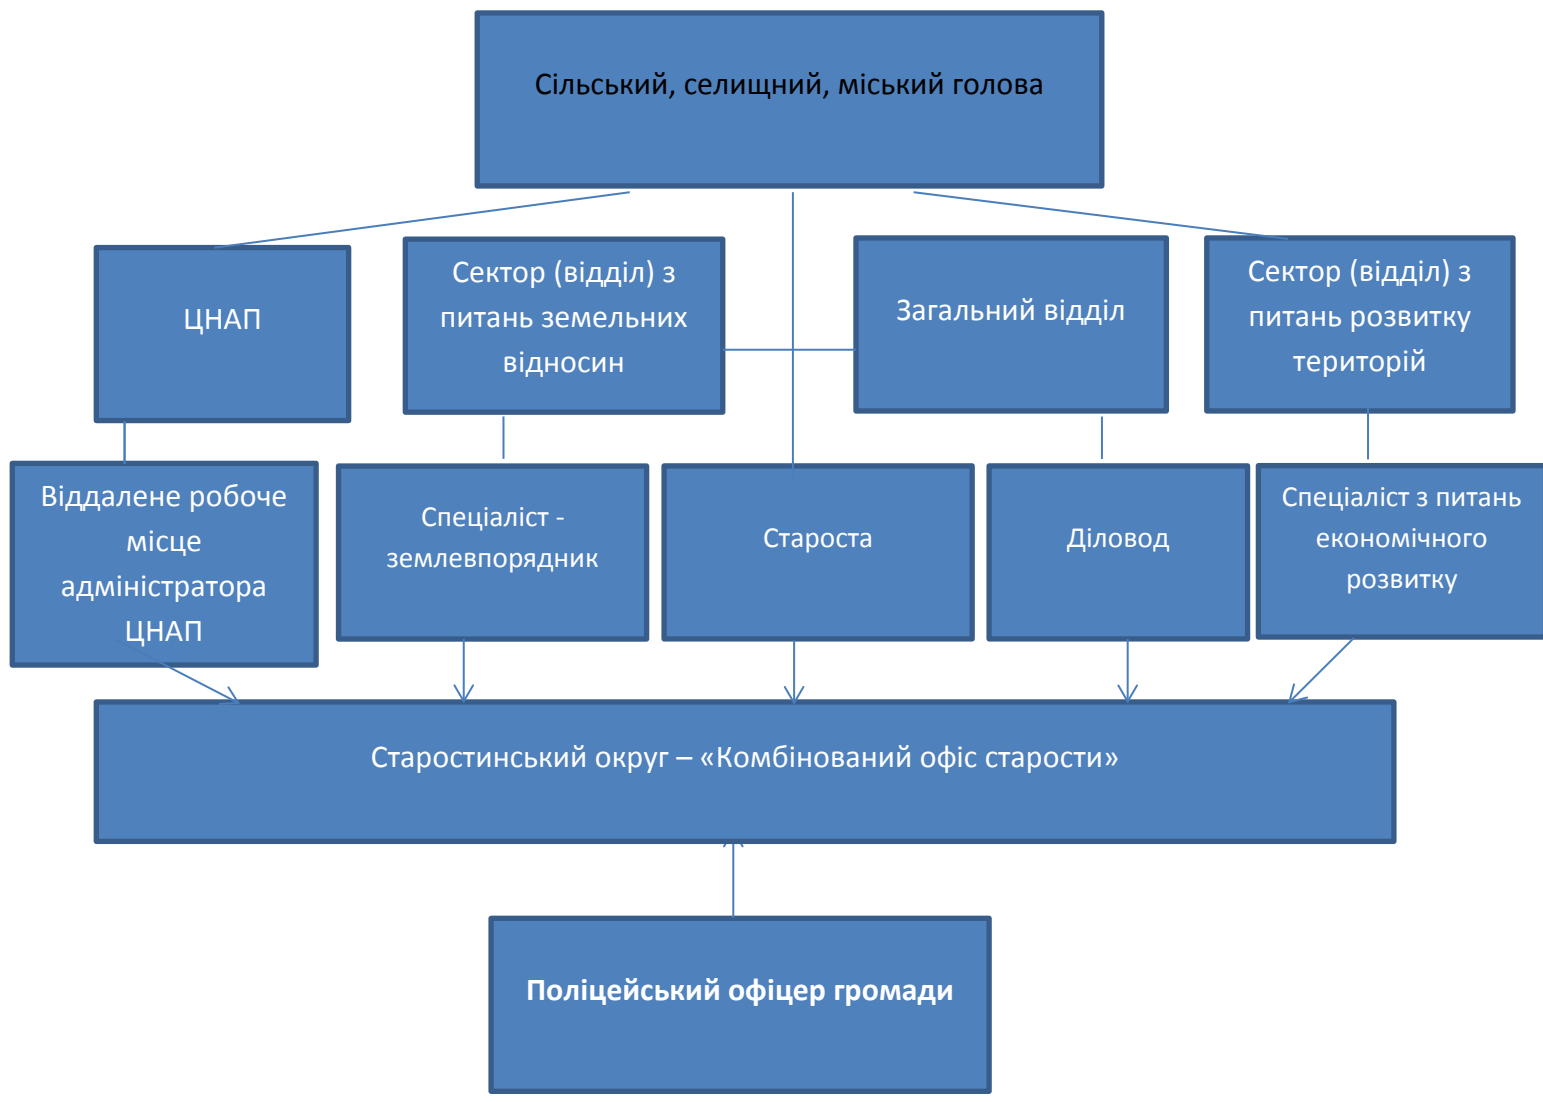 Сільський, селищний, міський голова
ЦНАП
Сектор (відділ) з
питань земельних
відносин
Загальний відділ
Сектор (відділ) з
питань розвитку
територій
Віддалене робоче
місце
адміністратора
ЦНАП
Спеціаліст -
землевпорядник
Староста
Діловод
Спеціаліст з питань
економічного
розвитку
Старостинський округ – «Комбінований офіс старости»
Поліцейський офіцер громади